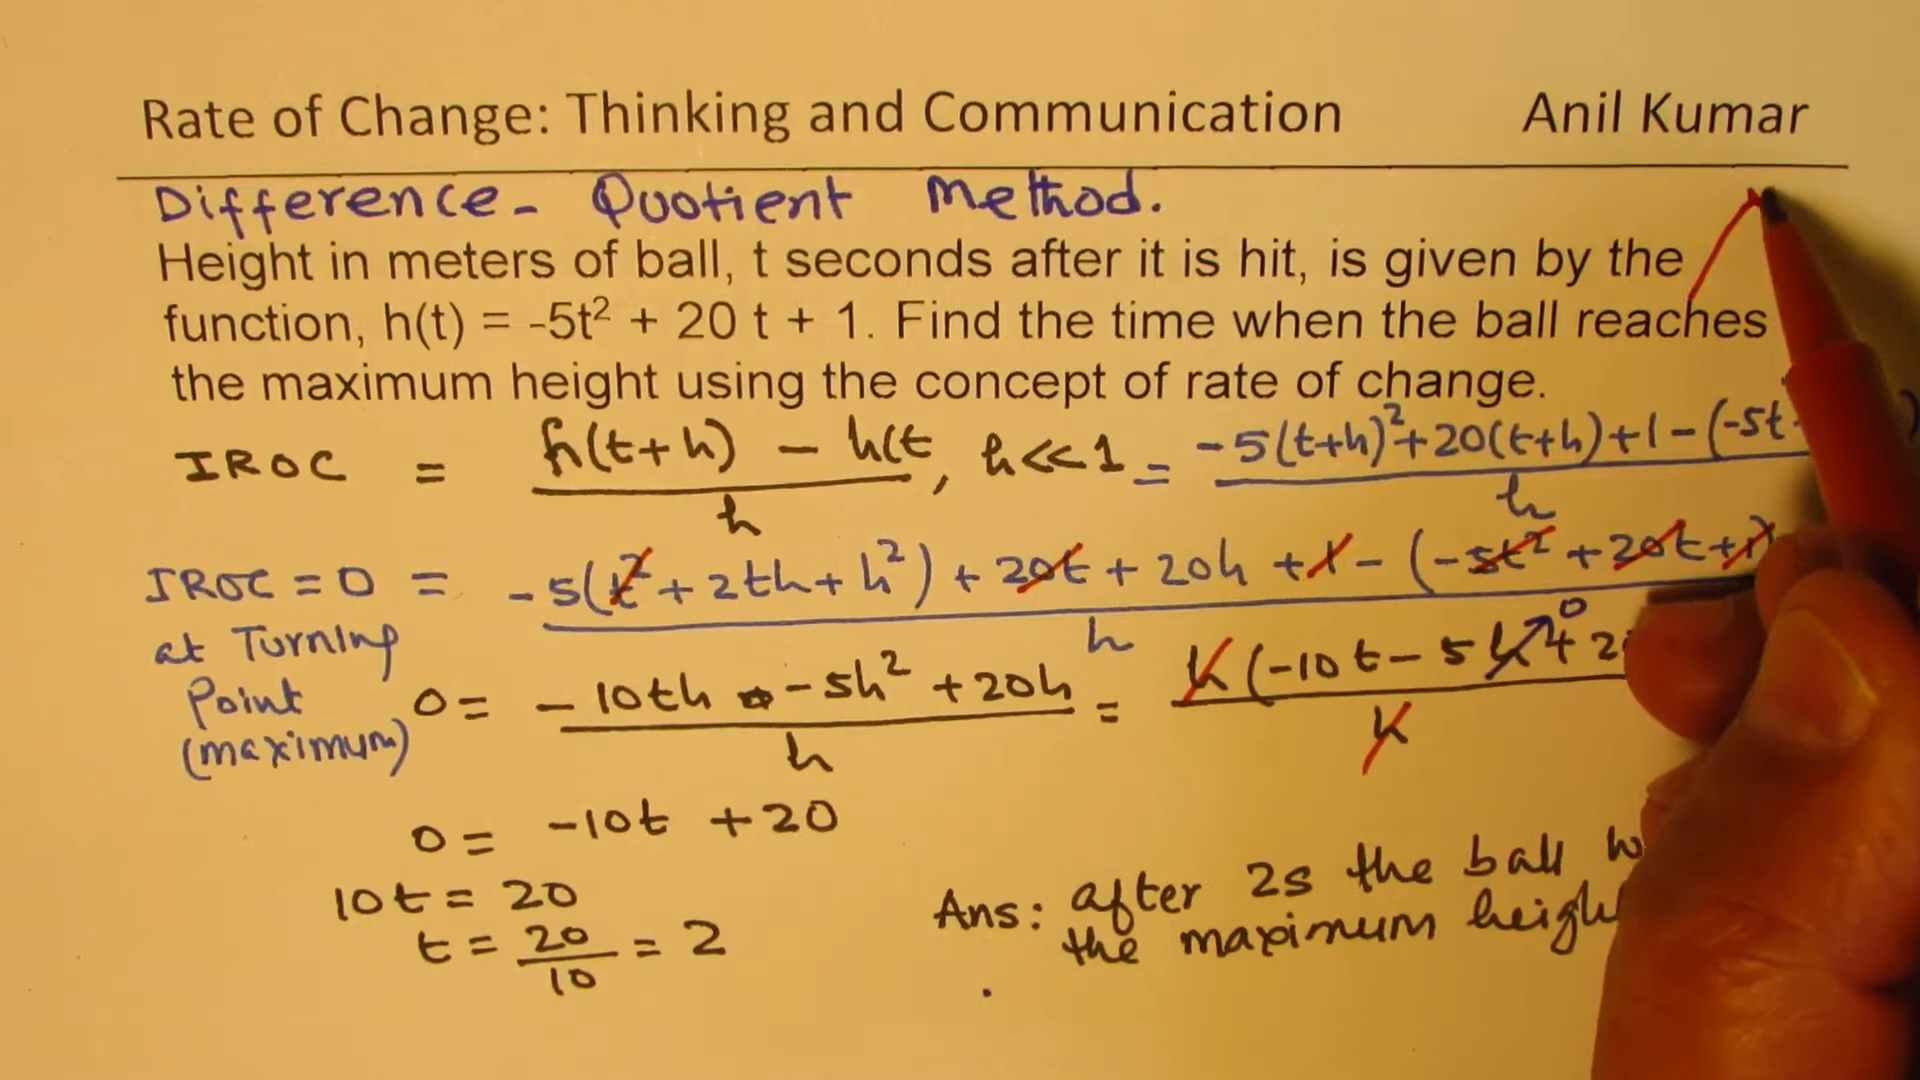 Rate of Change: Thinking and Communication Anil Kumar
Difference - Quotient Method.
Height in meters of ball, t seconds after it is hit, is given by the
function, h(t) = -5t² + 20 t + 1. Find the time when the ball reaches
the maximum height using the concept of rate of change.
IROC = h(t+h) - h(t / h , h<<1 = -5(t+h)²+20(t+h)+1-(-5t / h
IROC = 0 = -5(t²+2th+h²) + 20t + 20h + 1 - (-5t² + 20t + 1) / h
at Turning
Point
(maximum)
0 = -10th - 5h² + 20h / h = h(-10t - 5h⁰ + 2 / h
0 = -10t + 20
10t = 20
t = 20 / 10 = 2
Ans: after 2s the ball
the maximum
.